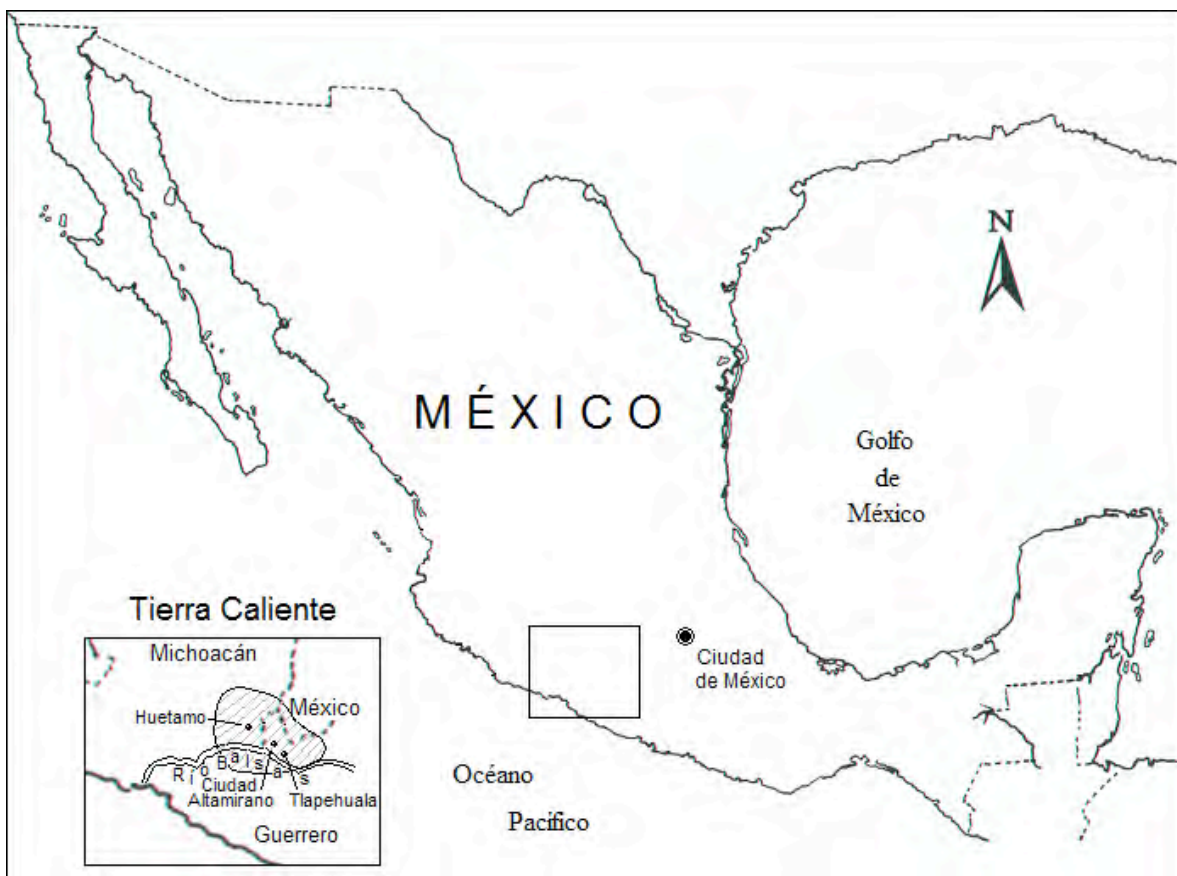 N
MÉXICO
Golfo
de
México
Ciudad
de México
Océano
Pacífico
Tierra Caliente
Michoacán
México
Huetamo
Río Balsas
Ciudad
Altamirano
Tlapehuala
Guerrero